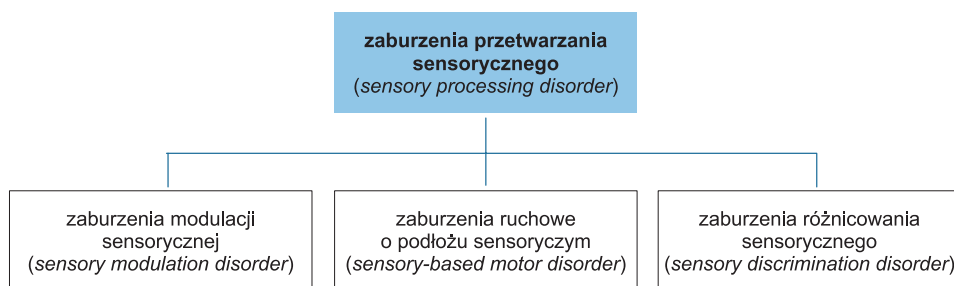 zaburzenia przetwarzania
sensorycznego
(sensory processing disorder)
zaburzenia modulacji
sensorycznej
(sensory modulation disorder)
zaburzenia ruchowe
o podłożu sensoryczym
(sensory-based motor disorder)
zaburzenia różnicowania
sensorycznego
(sensory discrimination disorder)